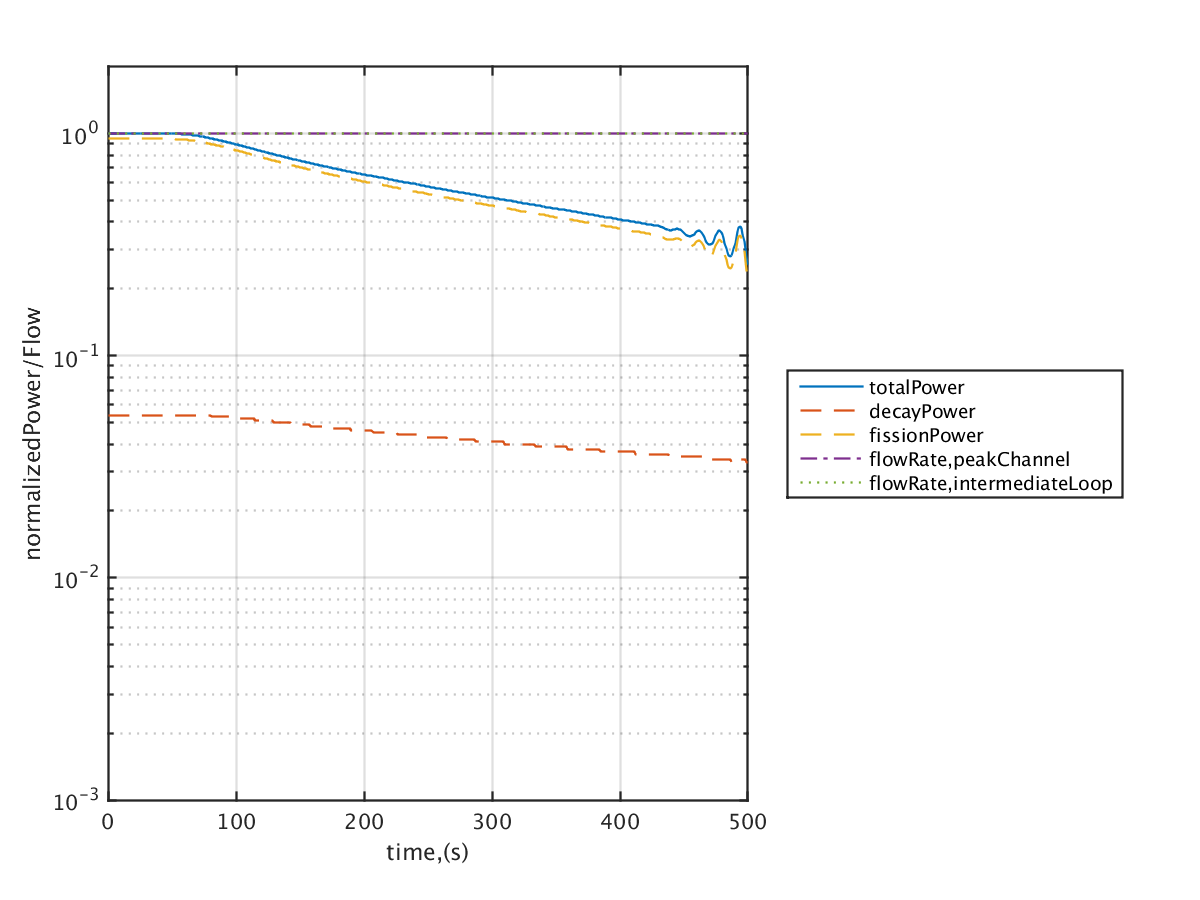 10^0
10^-1
10^-2
10^-3
normalizedPower/Flow
0 100 200 300 400 500
time,(s)
totalPower
decayPower
fissionPower
flowRate,peakChannel
flowRate,intermediateLoop